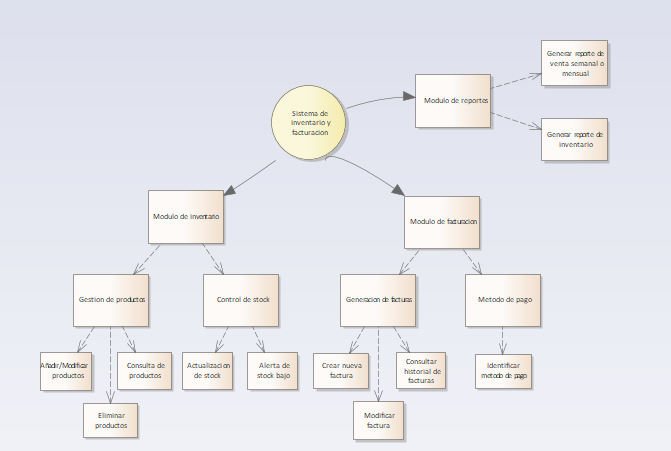 Generar reporte de
venta semanal o
mensual
Modulo de reportes
Sistema de
inventario y
facturacion
Generar reporte de
inventario
Modulo de inventario
Modulo de facturacion
Gestion de productos
Control de stock
Generacion de facturas
Metodo de pago
Añadir/Modificar
productos
Consulta de
productos
Actualizacion
de stock
Alerta de
stock bajo
Crear nueva
factura
Consultar
historial de
facturas
Identificar
metodo de pago
Eliminar
productos
Modificar
factura